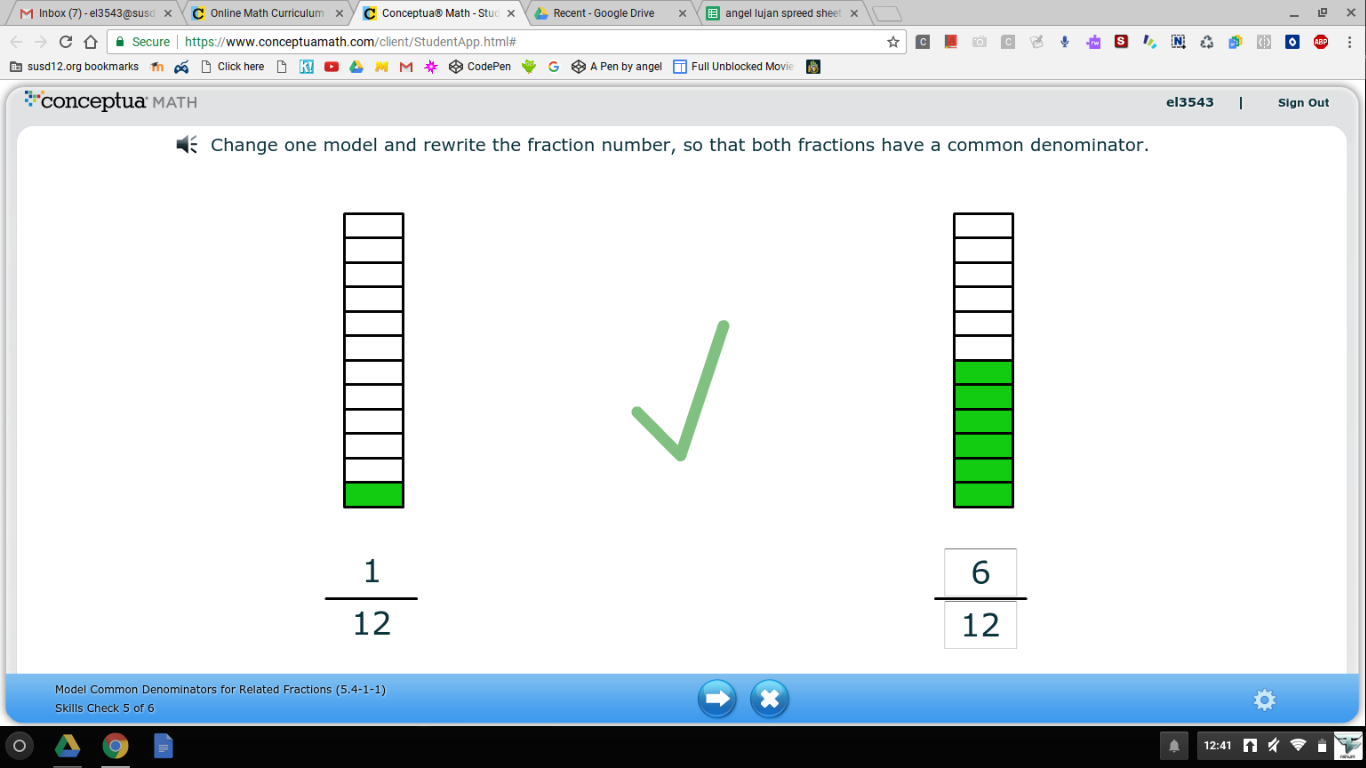 Inbox (7) - el3543@susd
Online Math Curriculum
Conceptua® Math - Stud
Recent - Google Drive
angel lujan spreed sheet
Secure
https://www.conceptuamath.com/client/StudentApp.html#
susd12.org bookmarks
Click here
CodePen
A Pen by angel
Full Unblocked Movie
conceptua MATH
el3543 | Sign Out
Change one model and rewrite the fraction number, so that both fractions have a common denominator.
1
12
6
12
Model Common Denominators for Related Fractions (5.4-1-1)
Skills Check 5 of 6
12:41